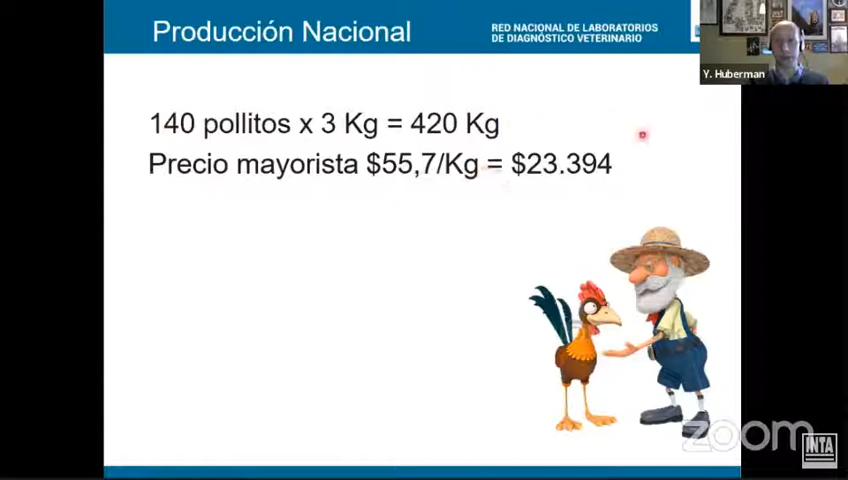 Producción Nacional
RED NACIONAL DE LABORATORIOS
DE DIAGNÓSTICO VETERINARIO
Y. Huberman
140 pollitos x 3 Kg = 420 Kg
Precio mayorista $55,7/Kg = $23.394
zoom
INTA